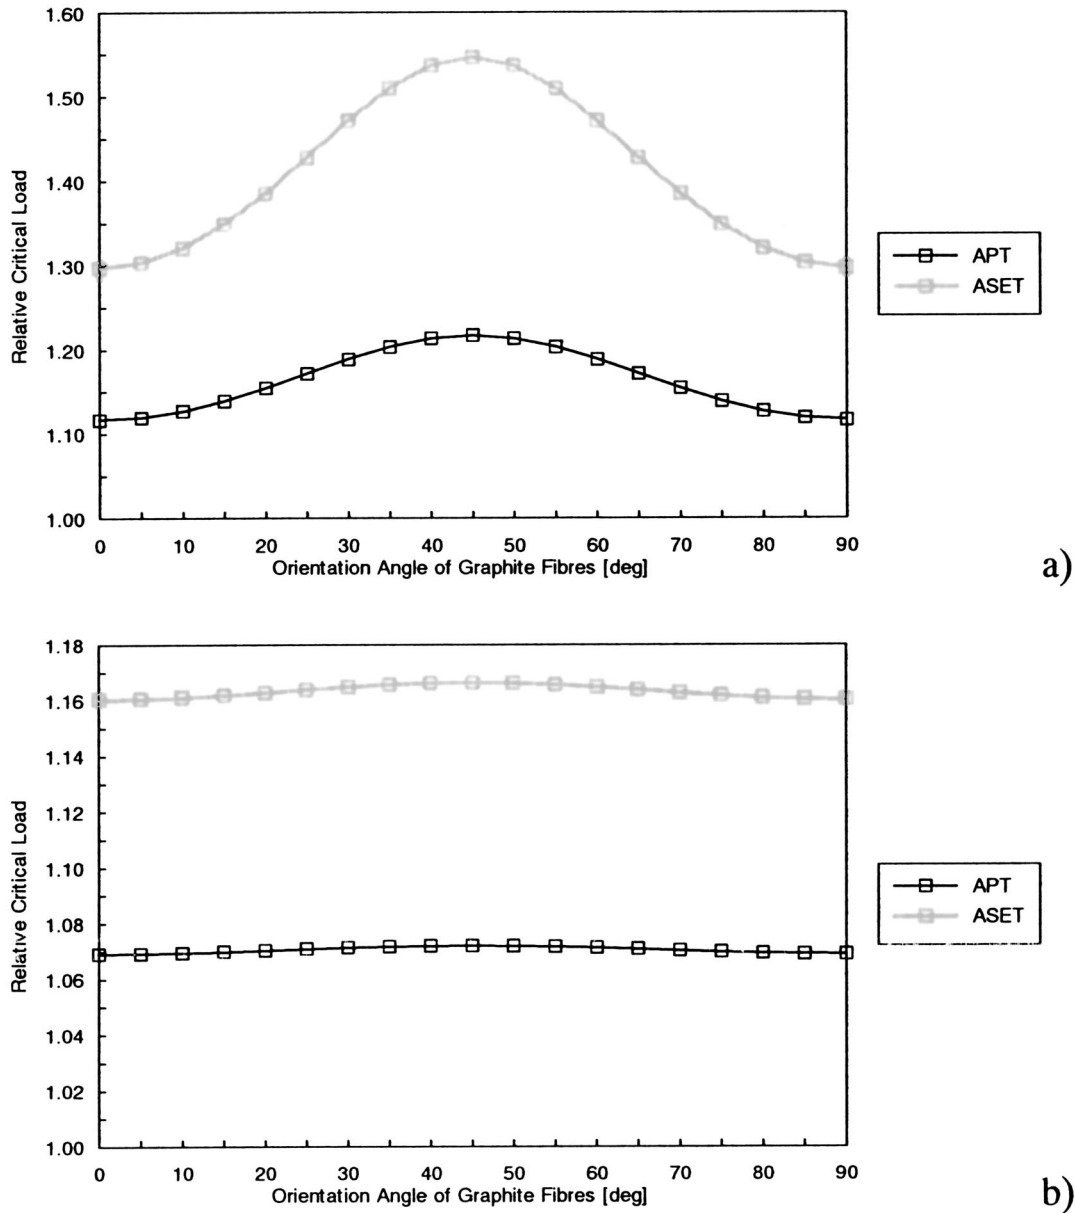 1.60
1.50
1.40
1.30
1.20
1.10
1.00
Relative Critical Load
0 10 20 30 40 50 60 70 80 90
Orientation Angle of Graphite Fibres [deg]
APT
ASET
a)
1.18
1.16
1.14
1.12
1.10
1.08
1.06
1.04
1.02
1.00
Relative Critical Load
0 10 20 30 40 50 60 70 80 90
Orientation Angle of Graphite Fibres [deg]
APT
ASET
b)